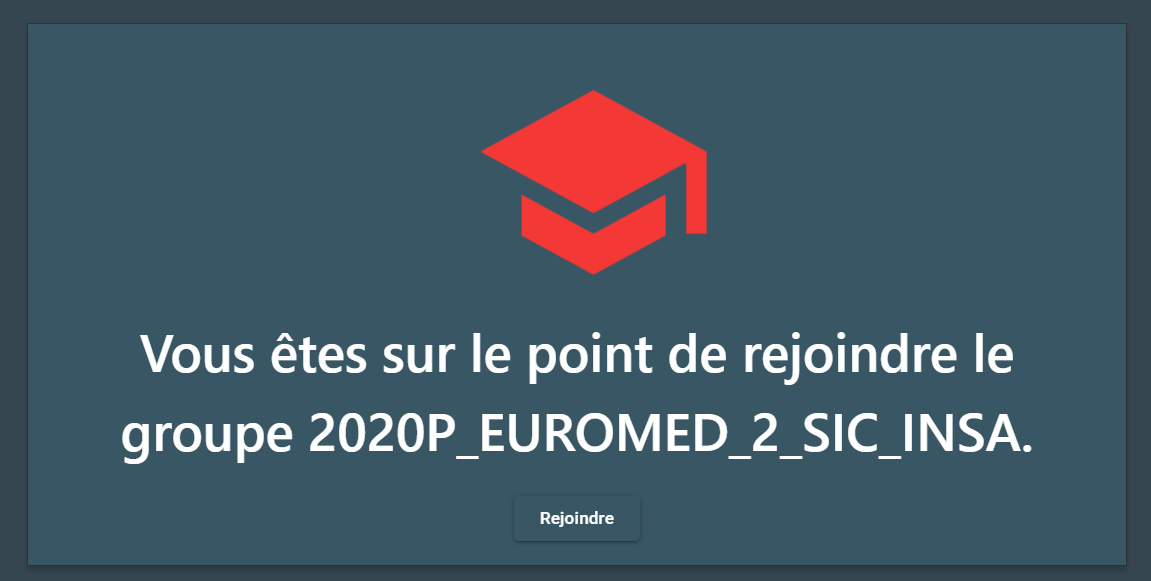 Vous êtes sur le point de rejoindre le
groupe 2020P_EUROMED_2_SIC_INSA.
Rejoindre